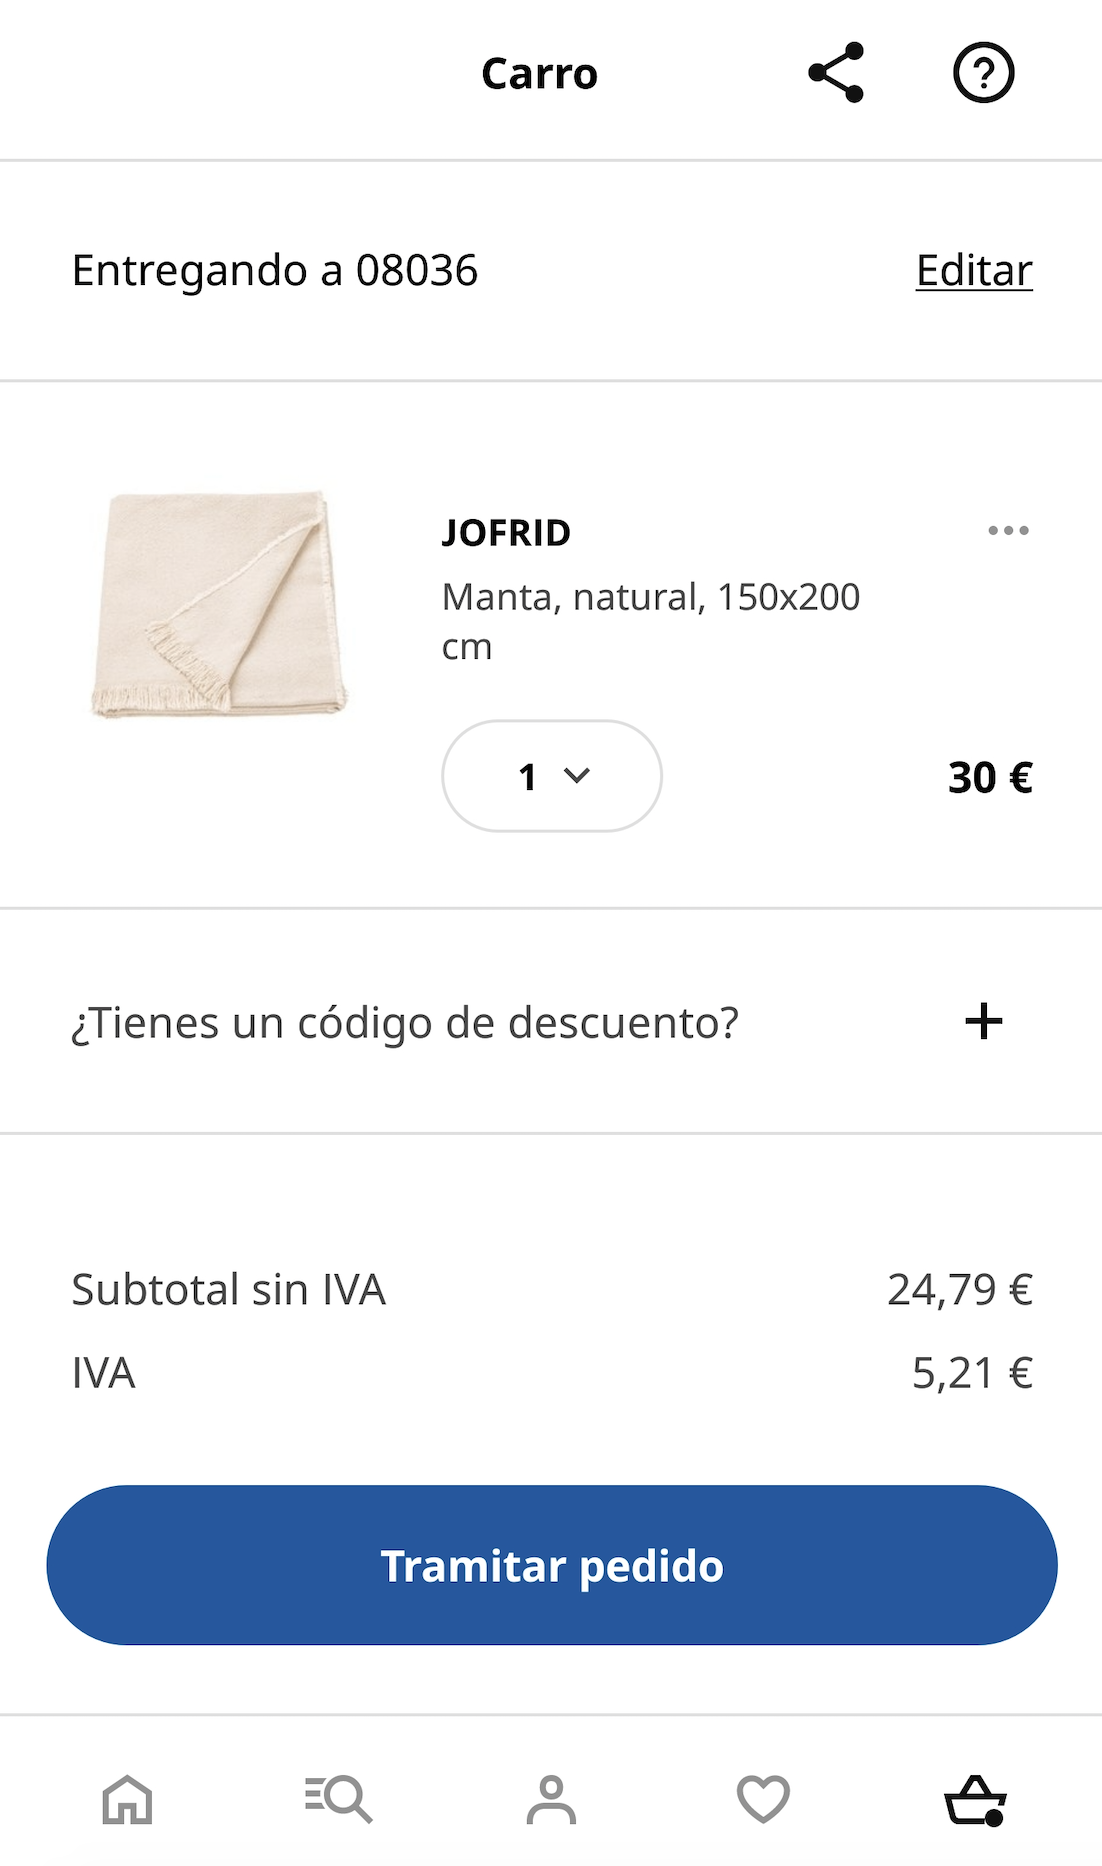 Carro
Entregando a 08036
Editar
JOFRID
Manta, natural, 150x200
cm
1
30 €
¿Tienes un código de descuento?
Subtotal sin IVA
24,79 €
IVA
5,21 €
Tramitar pedido